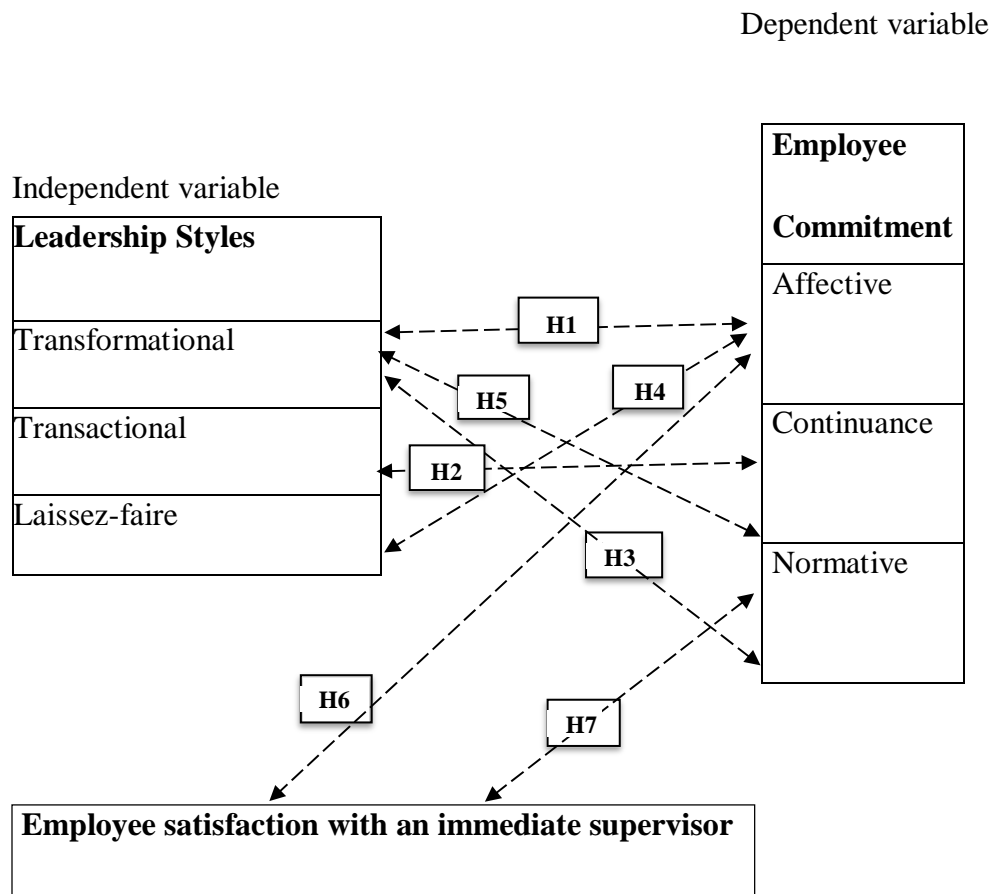 Dependent variable
Employee
Commitment
Independent variable
Leadership Styles
Affective
H1
Transformational
H5
H4
Transactional
Continuance
H2
Laissez-faire
H3
Normative
H6
H7
Employee satisfaction with an immediate supervisor